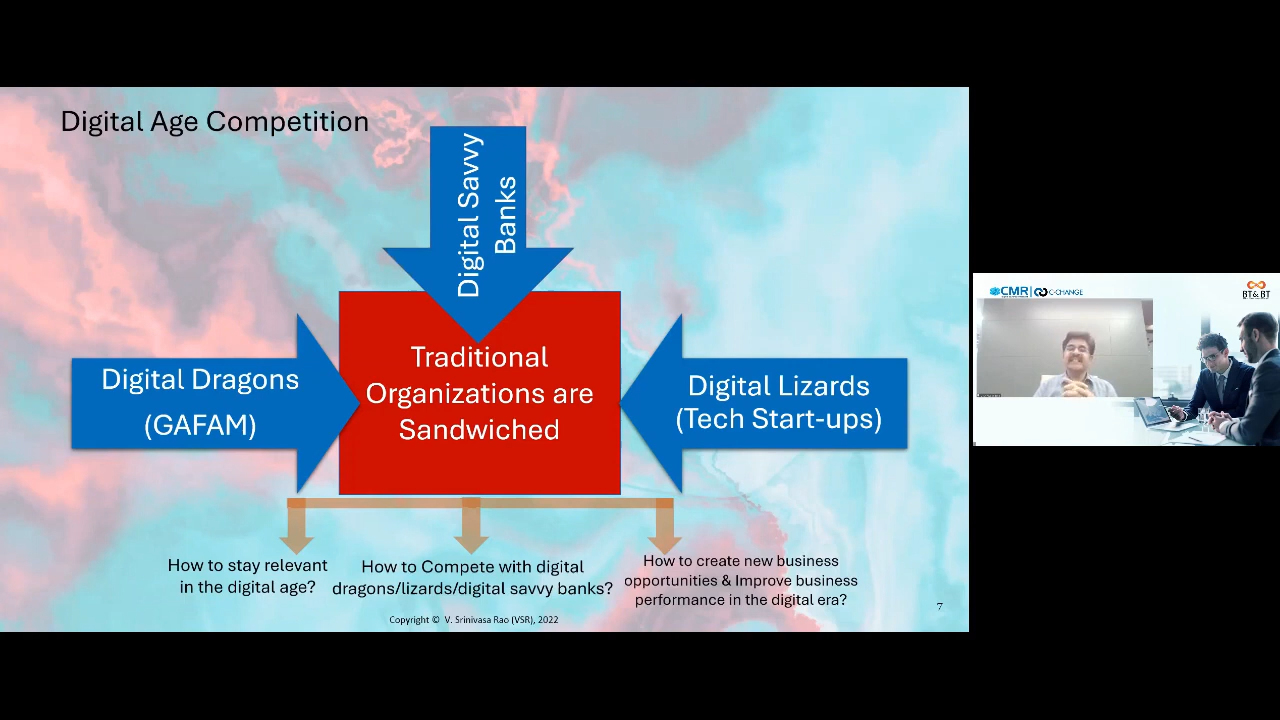 Digital Age Competition
Digital Savvy
Banks
Traditional
Organizations are
Sandwiched
Digital Dragons
(GAFAM)
Digital Lizards
(Tech Start-ups)
How to stay relevant
in the digital age?
How to Compete with digital
dragons/lizards/digital savvy banks?
How to create new business
opportunities & Improve business
performance in the digital era?
Copyright © V. Srinivasa Rao (VSR), 2022
7
CMR
C-CHANGE
BT&BT